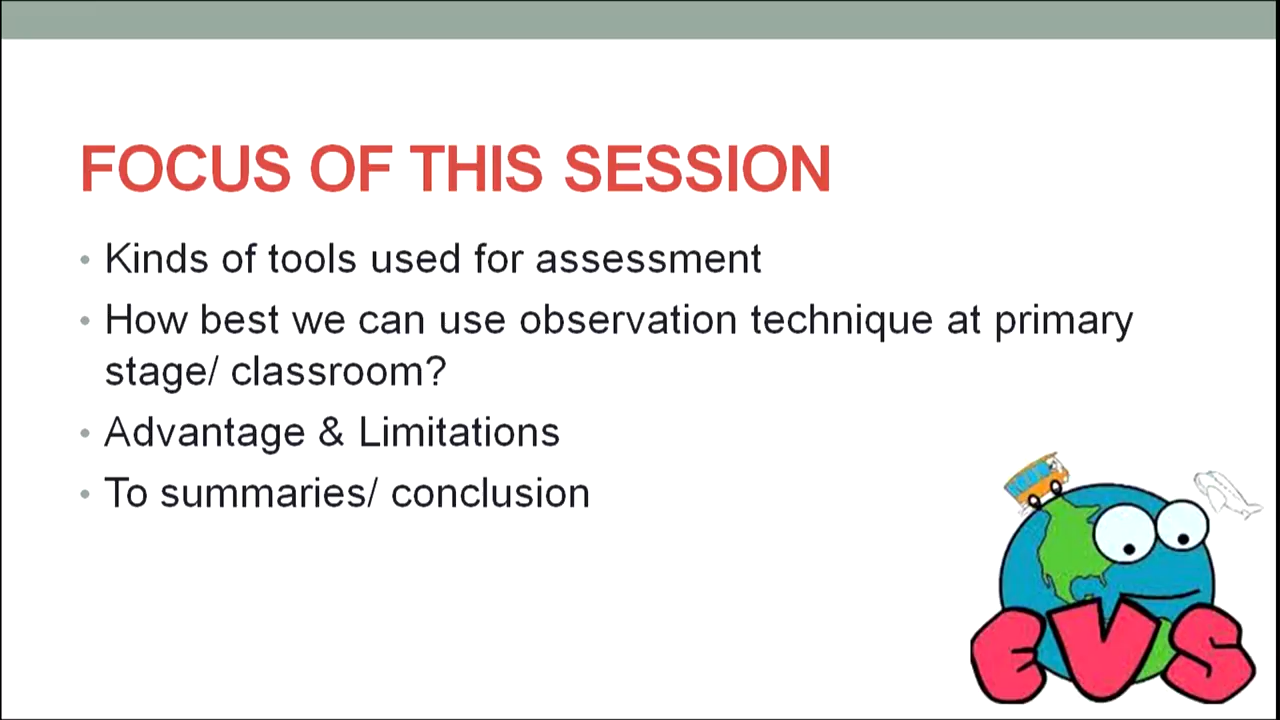 FOCUS OF THIS SESSION
• Kinds of tools used for assessment
• How best we can use observation technique at primary
stage/ classroom?
• Advantage & Limitations
• To summaries/ conclusion
EVS